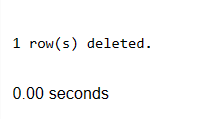 1 row(s) deleted.
0.00 seconds